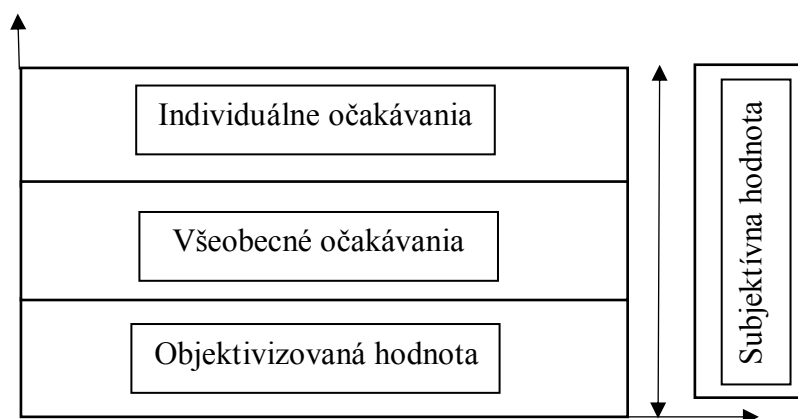 Individuálne očakávania
Všeobecné očakávania
Objektivizovaná hodnota
Subjektívna hodnota